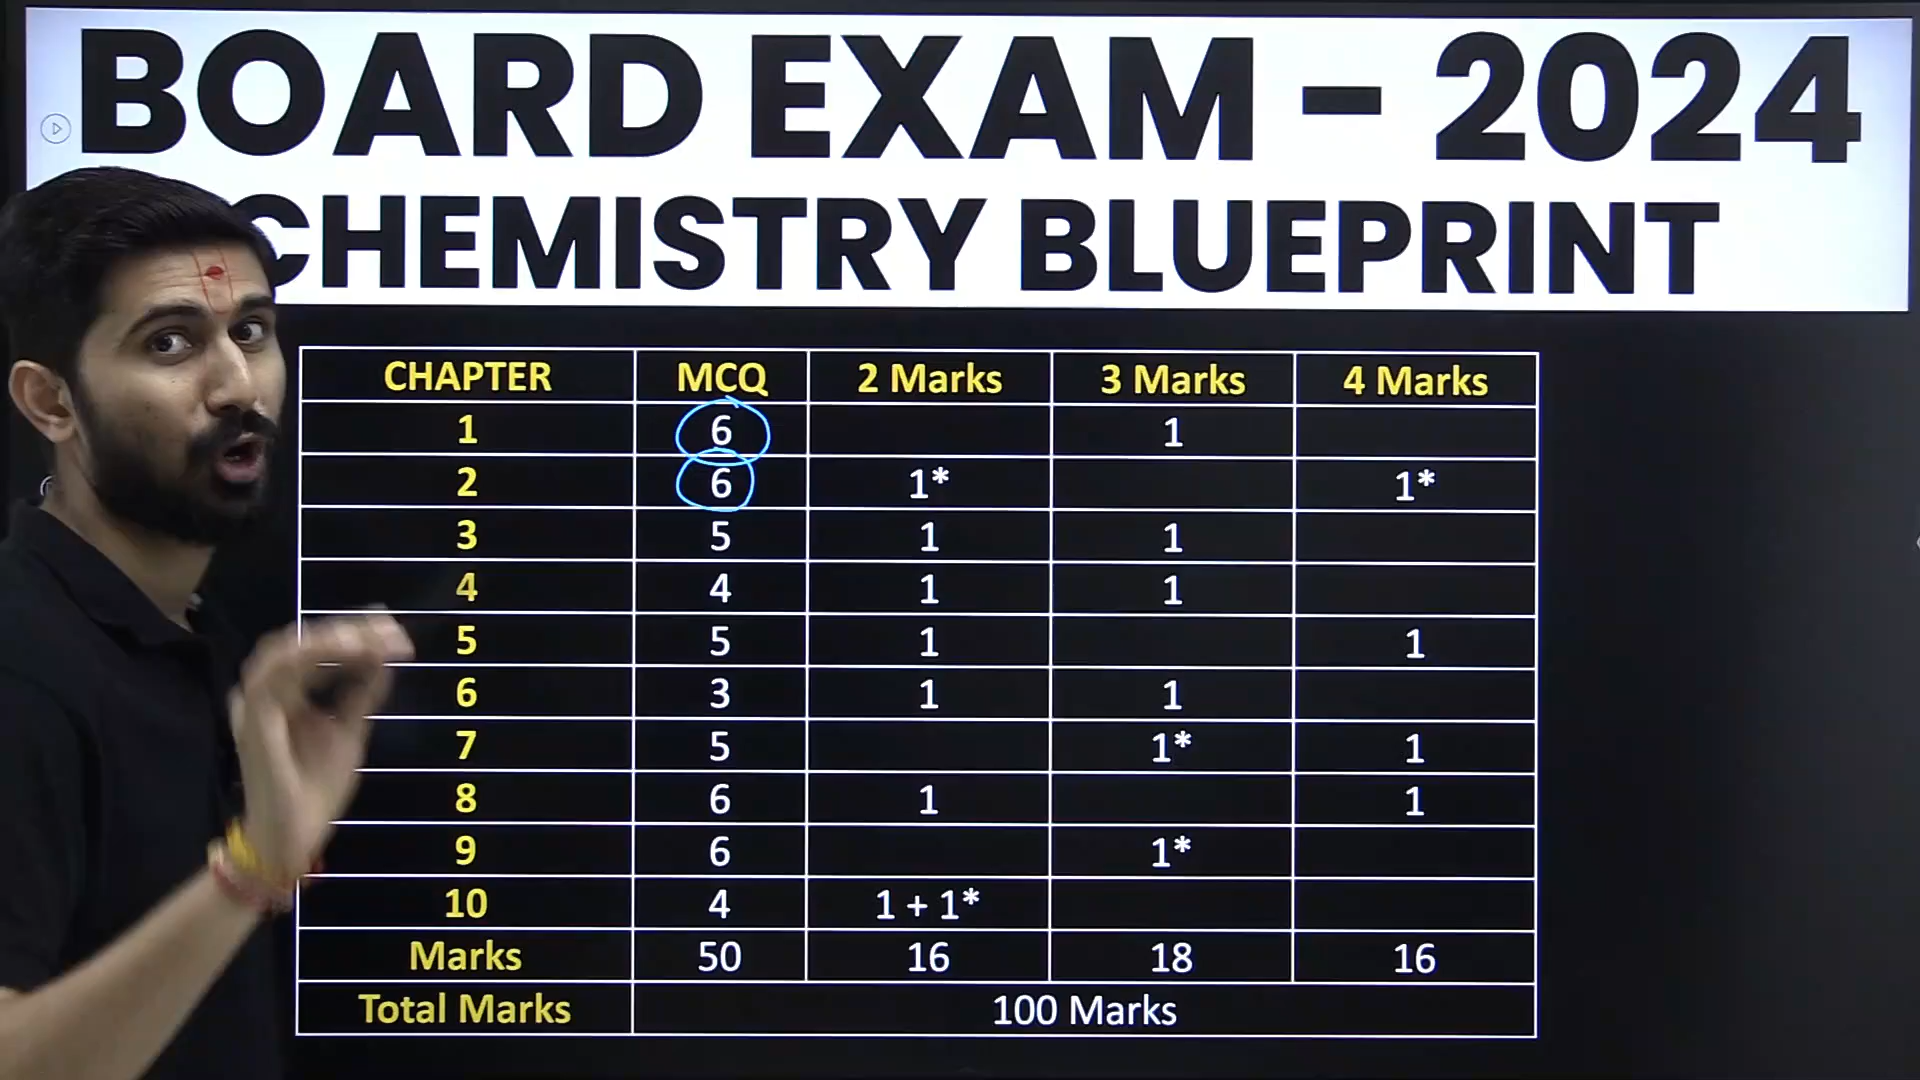 BOARD EXAM - 2024
CHEMISTRY BLUEPRINT
CHAPTER MCQ 2 Marks 3 Marks 4 Marks
1 6 1
2 6 1* 1*
3 5 1 1
4 4 1 1
5 5 1 1
6 3 1 1
7 5 1* 1
8 6 1 1
9 6 1*
10 4 1 + 1*
Marks 50 16 18 16
Total Marks 100 Marks